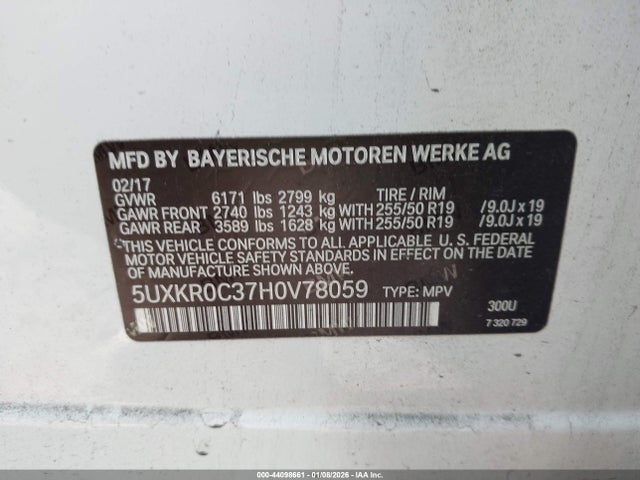 MFD BY BAYERISCHE MOTOREN WERKE AG
02/17
GVWR 6171 lbs 2799 kg TIRE / RIM
GAWR FRONT 2740 lbs 1243 kg WITH 255/50 R19 /9.0J x 19
GAWR REAR 3589 lbs 1628 kg WITH 255/50 R19 /9.0J x 19
THIS VEHICLE CONFORMS TO ALL APPLICABLE U. S. FEDERAL
MOTOR VEHICLE SAFETY STANDARDS IN EFFECT ON THE DATE
OF MANUFACTURE SHOWN ABOVE.
5UXKR0C37H0V78059 TYPE: MPV
300U
7 320 729
000-44098661 - 01/08/2026 - © IAA Inc.